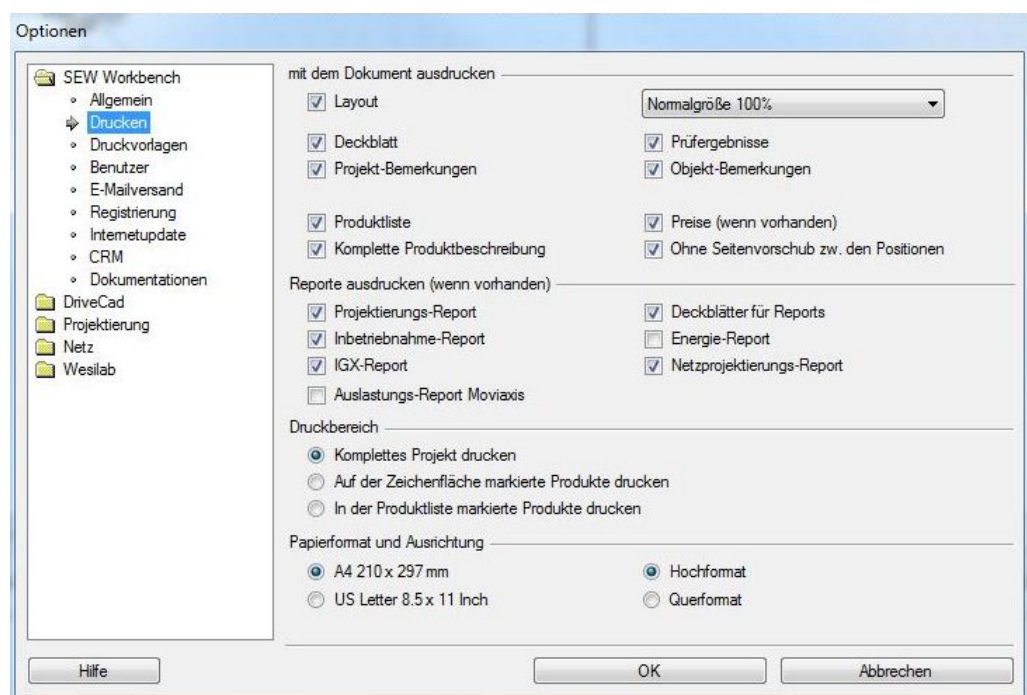 Optionen
SEW Workbench
Allgemein
Drucken
Druckvorlagen
Benutzer
E-Mailversand
Registrierung
Internetupdate
CRM
Dokumentationen
DriveCad
Projektierung
Netz
Wesilab
mit dem Dokument ausdrucken
Layout
Normalgröße 100%
Deckblatt
Prüfergebnisse
Projekt-Bemerkungen
Objekt-Bemerkungen
Produktliste
Preise (wenn vorhanden)
Komplette Produktbeschreibung
Ohne Seitenvorschub zw. den Positionen
Reporte ausdrucken (wenn vorhanden)
Projektierungs-Report
Deckblätter für Reports
Inbetriebnahme-Report
Energie-Report
IGX-Report
Netzprojektierungs-Report
Auslastungs-Report Moviaxis
Druckbereich
Komplettes Projekt drucken
Auf der Zeichenfläche markierte Produkte drucken
In der Produktliste markierte Produkte drucken
Papierformat und Ausrichtung
A4 210 x 297 mm
Hochformat
US Letter 8.5 x 11 Inch
Querformat
Hilfe
OK
Abbrechen